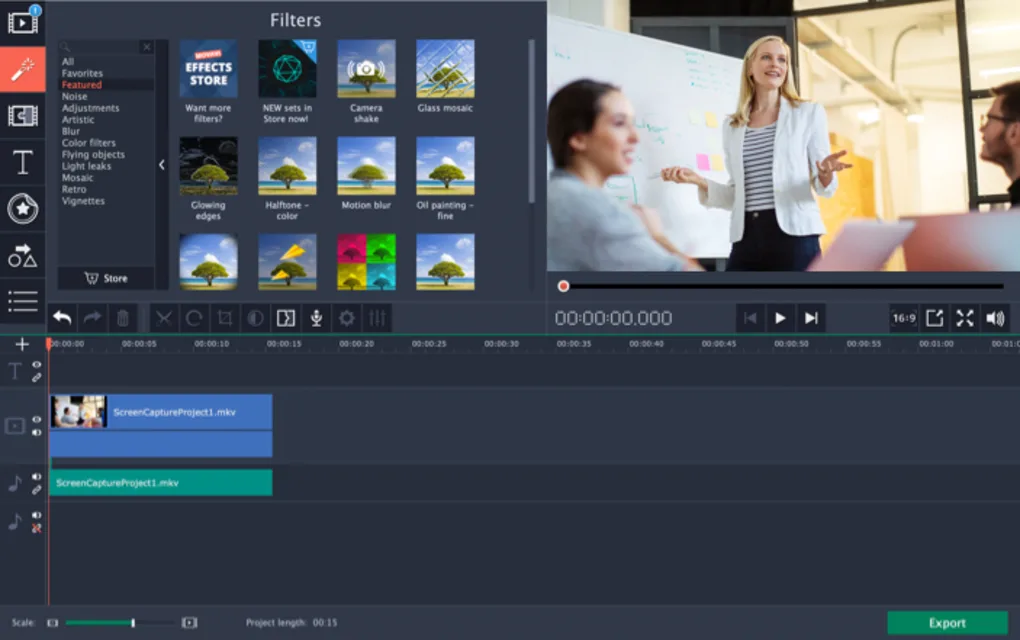 Filters
All
Favorites
Featured
Noise
Adjustments
Artistic
Blur
Color filters
Flying objects
Light leaks
Mosaic
Retro
Vignettes
Store
MOVAVI
EFFECTS
STORE
Want more
filters?
NEW sets in
Store now!
Camera
shake
Glass mosaic
Glowing
edges
Halftone –
color
Motion blur
Oil painting –
fine
00:00:00.000
16:9
00:00:00
00:00:05
00:00:10
00:00:15
00:00:20
00:00:25
00:00:30
00:00:35
00:00:40
00:00:45
00:00:50
00:00:55
00:01:00
T
T
ScreenCaptureProject1.mkv
ScreenCaptureProject1.mkv
Scale:
Project length: 00:15
Export